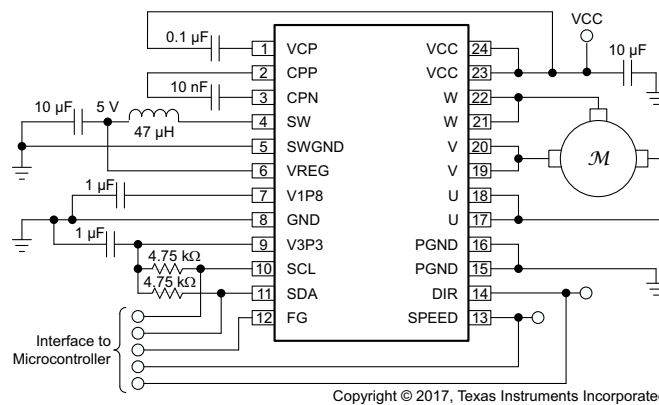 VCC
0.1 µF
1 VCP VCC 24
10 µF
2 CPP VCC 23
10 nF
3 CPN W 22
10 µF
5 V
47 µH
4 SW W 21
5 SWGND V 20
6 VREG V 19
M
1 µF
7 V1P8 U 18
8 GND U 17
1 µF
9 V3P3 PGND 16
4.75 kΩ
10 SCL PGND 15
4.75 kΩ
11 SDA DIR 14
12 FG SPEED 13
Interface to
Microcontroller
Copyright © 2017, Texas Instruments Incorporated